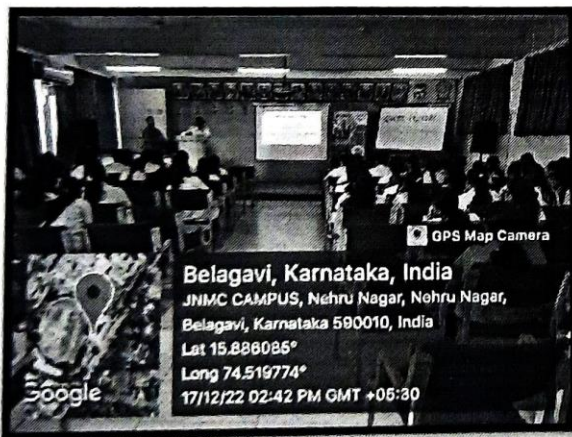 GPS Map Camera
Belagavi, Karnataka, India
JNMC CAMPUS, Nehru Nagar, Nehru Nagar,
Belagavi, Karnataka 590010, India
Lat 15.886085°
Long 74.519774°
17/12/22 02:42 PM GMT +05:30
Google